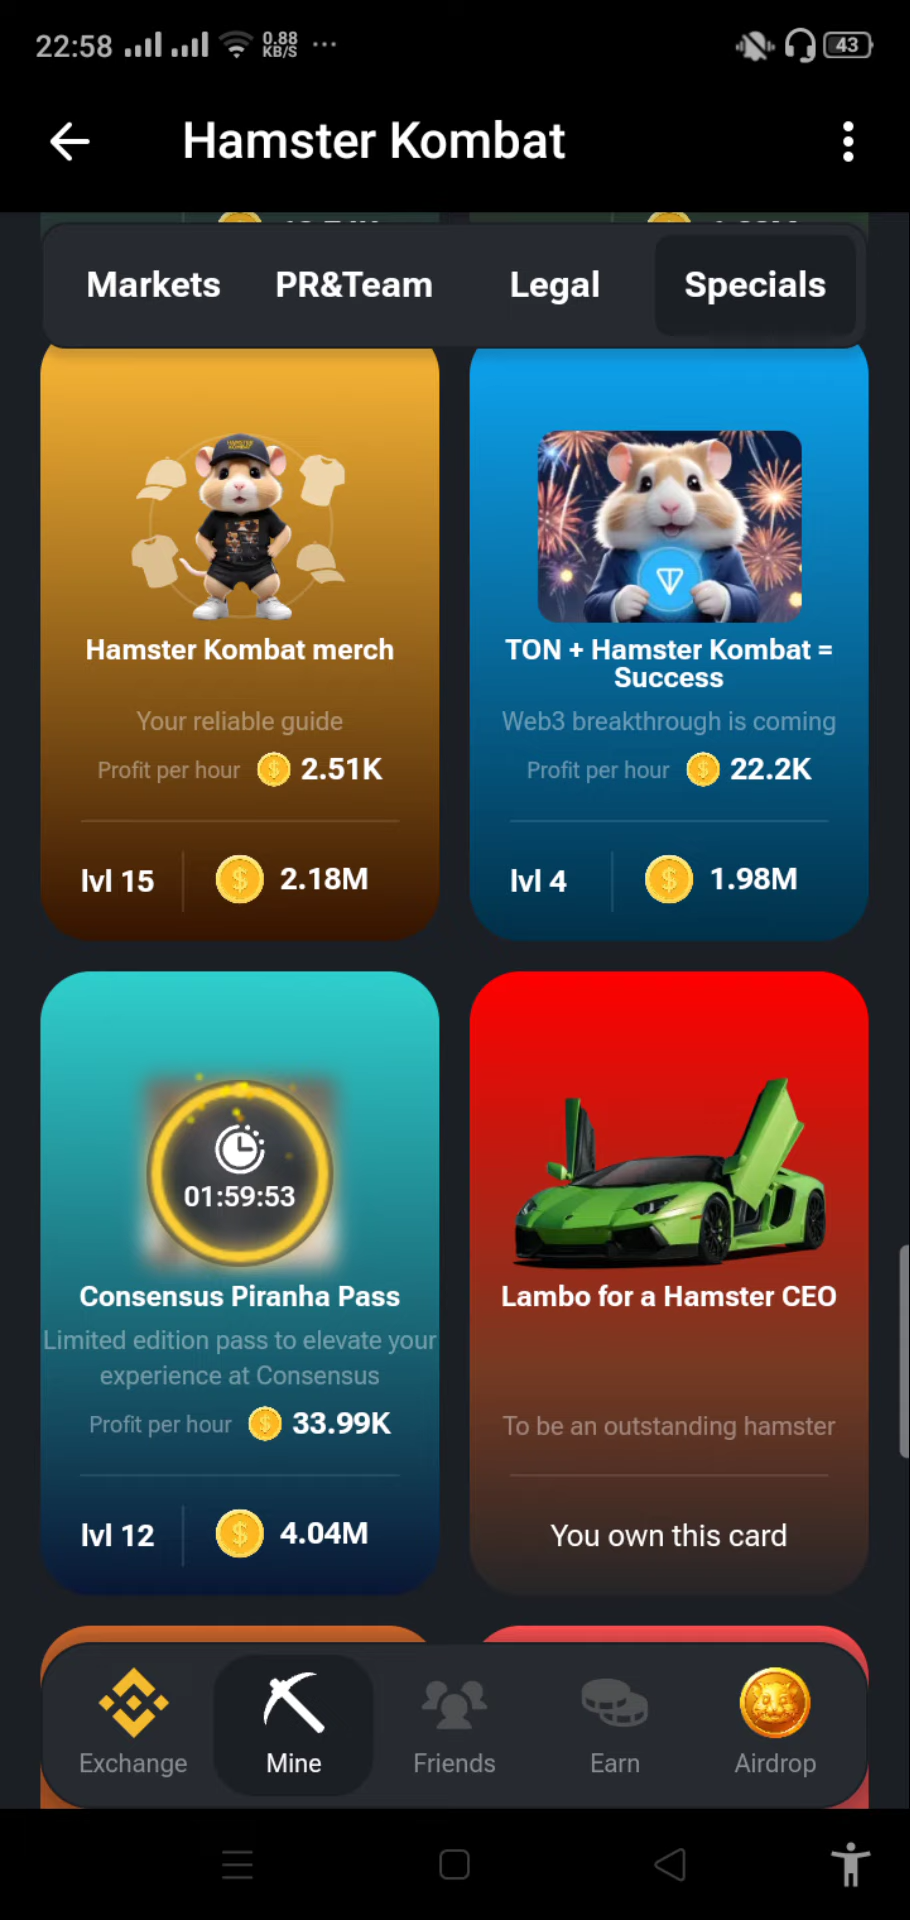 22:58
0.88
KB/S
43
Hamster Kombat
Markets
PR&Team
Legal
Specials
HAMSTER
KOMBAT
Hamster Kombat merch
Your reliable guide
Profit per hour
2.51K
lvl 15
2.18M
TON + Hamster Kombat =
Success
Web3 breakthrough is coming
Profit per hour
22.2K
lvl 4
1.98M
01:59:53
Consensus Piranha Pass
Limited edition pass to elevate your
experience at Consensus
Profit per hour
33.99K
lvl 12
4.04M
Lambo for a Hamster CEO
To be an outstanding hamster
You own this card
Exchange
Mine
Friends
Earn
Airdrop